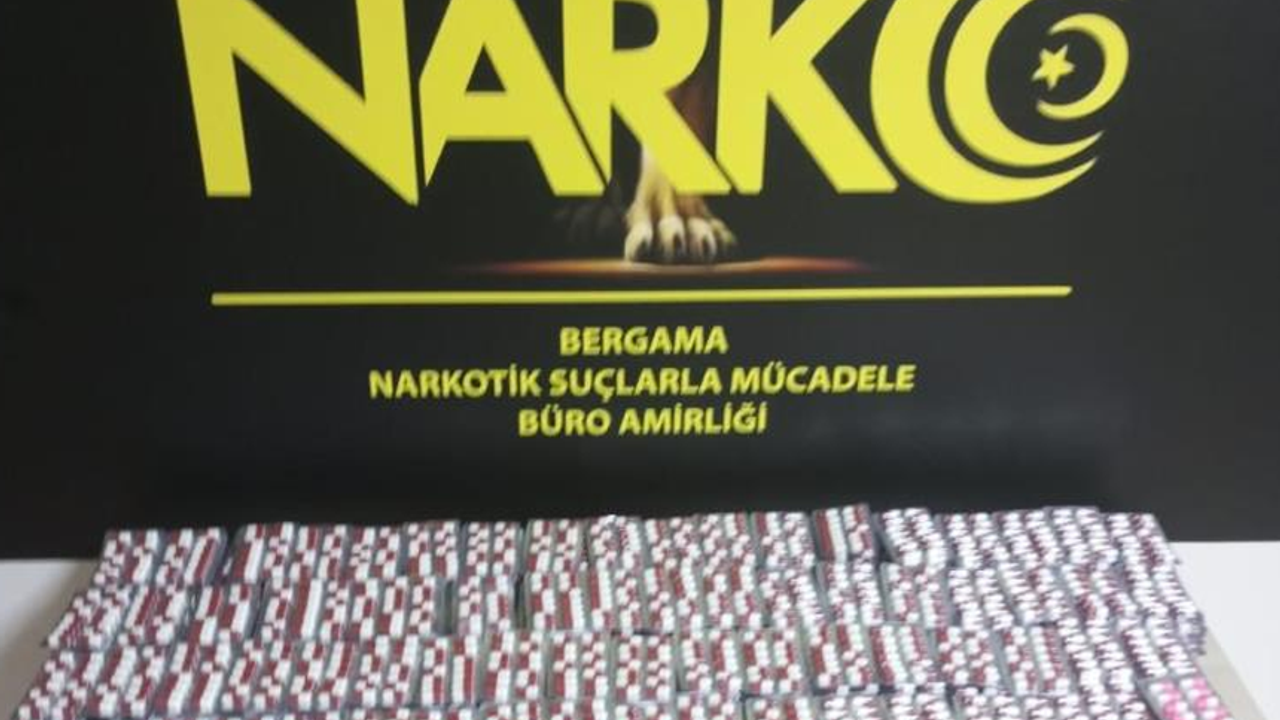 NARKO
BERGAMA
NARKOTİK SUÇLARLA MÜCADELE
BÜRO AMİRLİĞİ